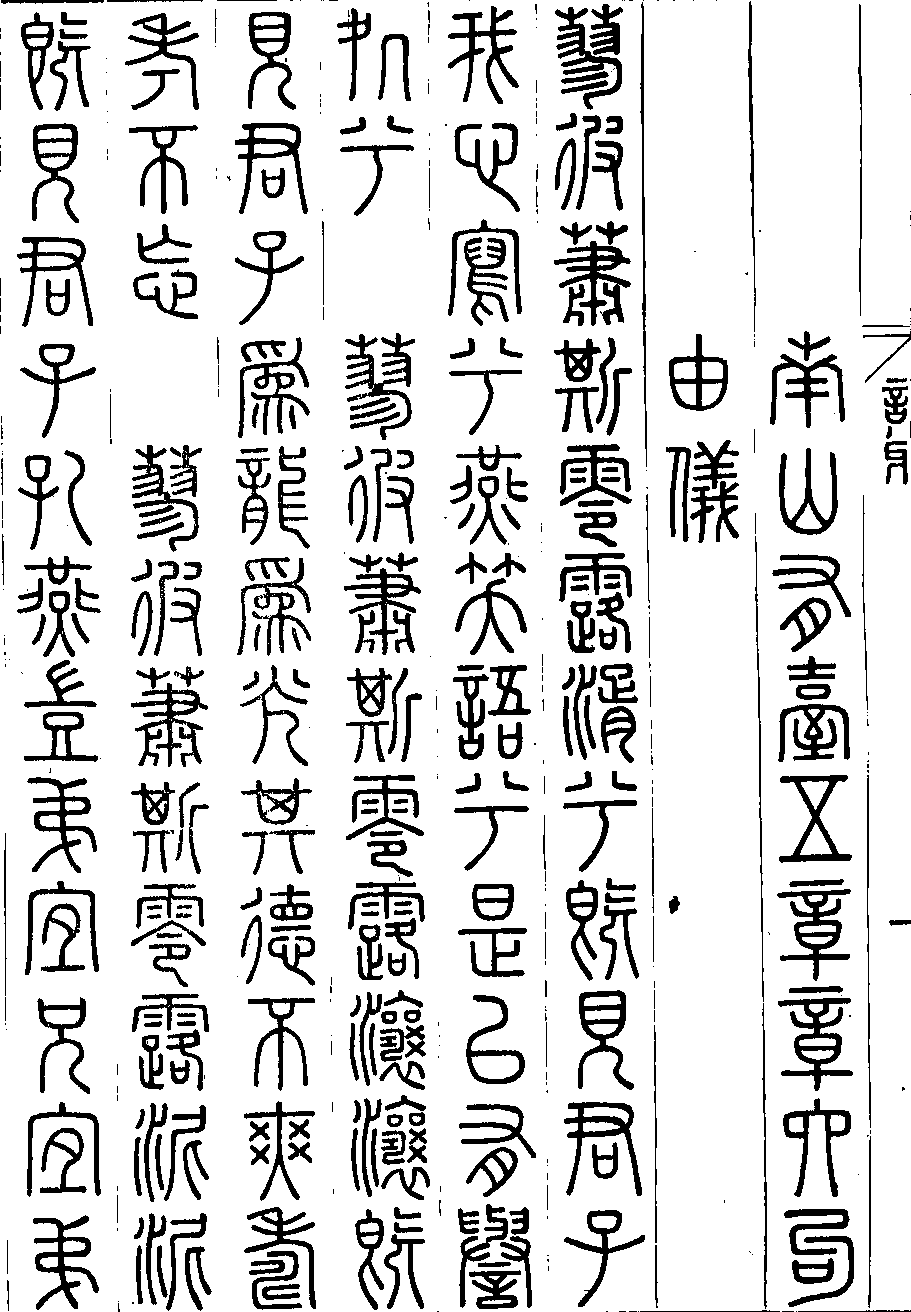 南山有臺五章章六句
由儀
蓼彼蕭斯零露湑兮既見君子
我心寫兮燕笑語兮是以有譽
処兮　蓼彼蕭斯零露瀼瀼既
見君子爲龍爲光其德不爽壽
考不忘　蓼彼蕭斯零露泥泥
既見君子孔燕豈弟宜兄宜弟